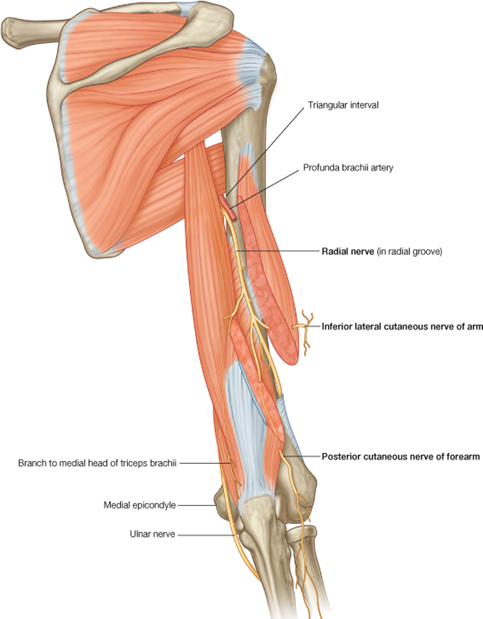 Triangular interval
Profunda brachii artery
Radial nerve (in radial groove)
Inferior lateral cutaneous nerve of arm
Posterior cutaneous nerve of forearm
Branch to medial head of triceps brachii
Medial epicondyle
Ulnar nerve